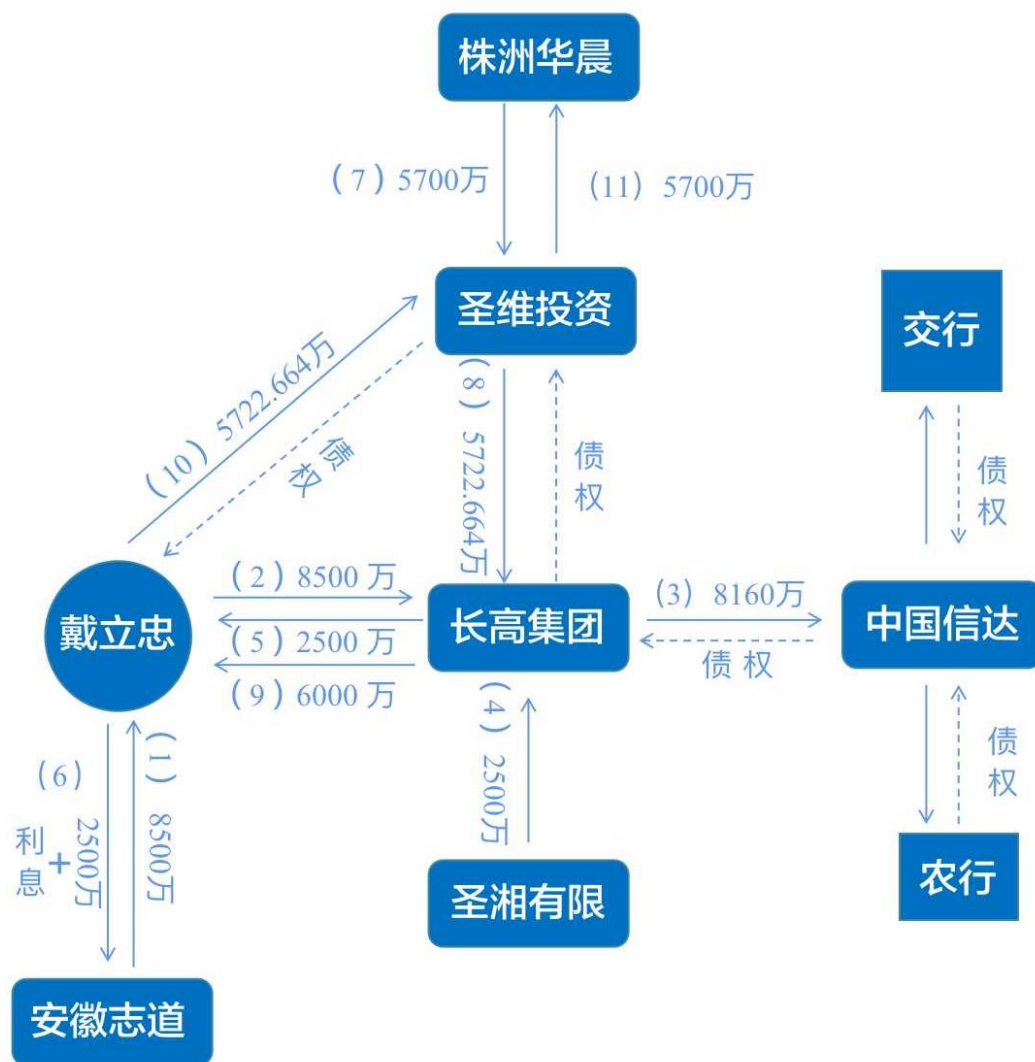 株洲华晨
(7) 5700万
(11) 5700万
圣维投资
交行
(10) 5722.664万
债权
(8) 5722.664万
债权
债权
戴立忠
(2) 8500 万
(5) 2500 万
(9) 6000 万
长高集团
(3) 8160万
债权
中国信达
(6) 2500万
+
利息
(1) 8500万
(4) 2500万
债权
圣湘有限
农行
安徽志道